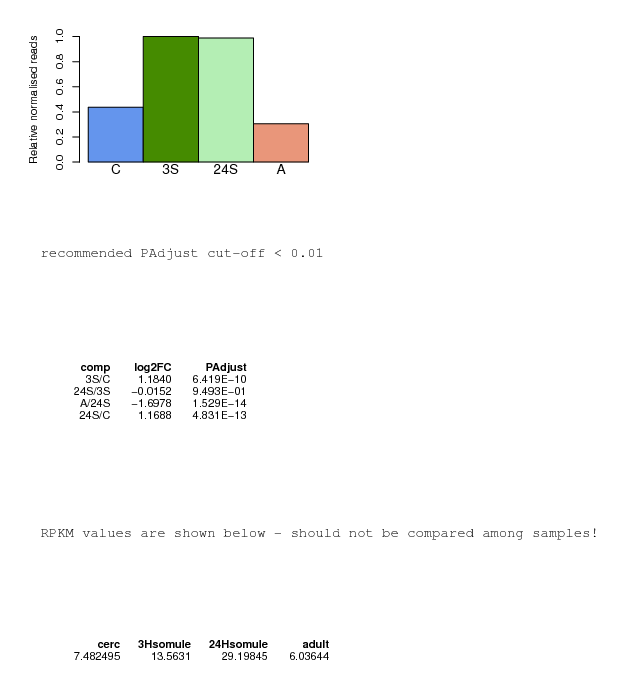 Relative normalised reads
1.0
0.8
0.6
0.4
0.2
0.0
C 3S 24S A
recommended PAdjust cut-off < 0.01
comp log2FC PAdjust
3S/C 1.1840 6.419E−10
24S/3S −0.0152 9.493E−01
A/24S −1.6978 1.529E−14
24S/C 1.1688 4.831E−13
RPKM values are shown below - should not be compared among samples!
cerc 3Hsomule 24Hsomule adult
7.482495 13.5631 29.19845 6.03644